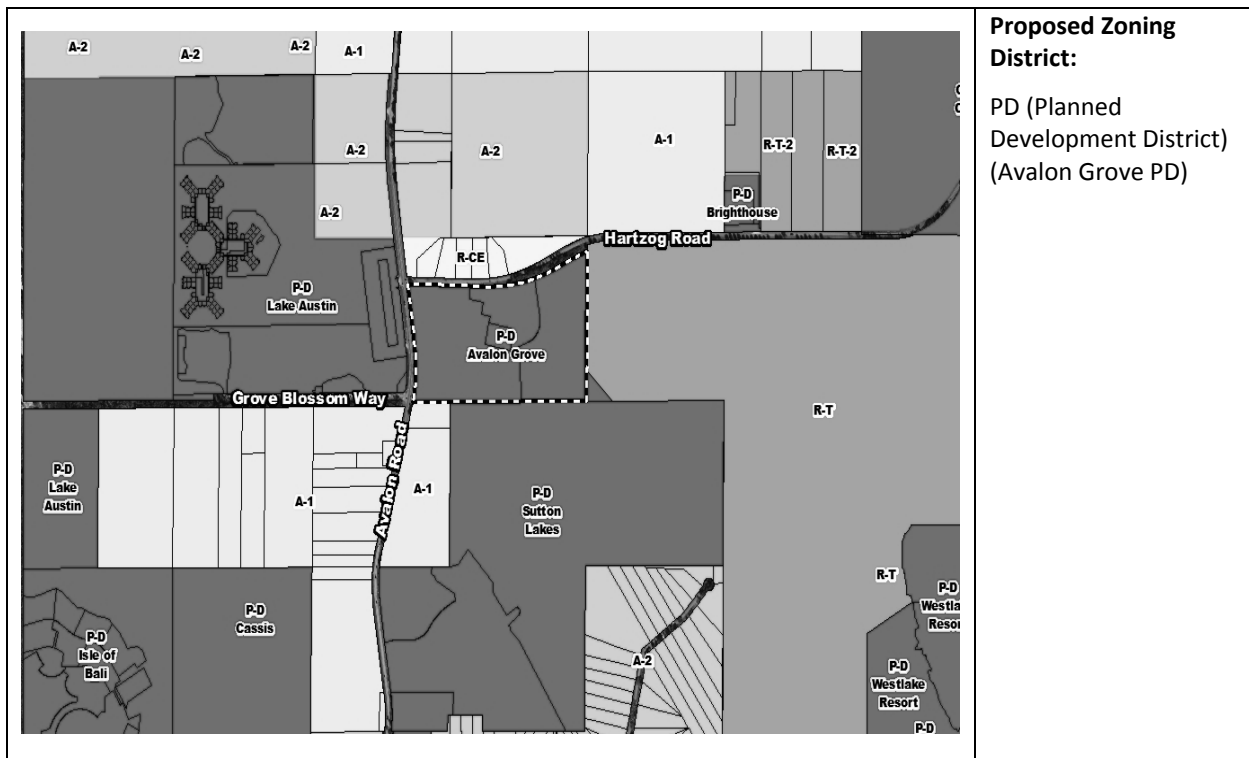 Proposed Zoning
District:
PD (Planned
Development District)
(Avalon Grove PD)
A-2
A-2
A-2
A-1
A-2
A-2
A-1
R-T-2
R-T-2
P-D
Brighthouse
A-2
Hartzog Road
R-CE
P-D
Lake Austin
P-D
Avalon Grove
Grove Blossom Way
R-T
P-D
Lake
Austin
A-1
Avalon Road
A-1
P-D
Sutton
Lakes
R-T
P-D
Cassis
P-D
Isle of
Bali
A-2
P-D
Resort
P-D
Westlake
Resort
P-D